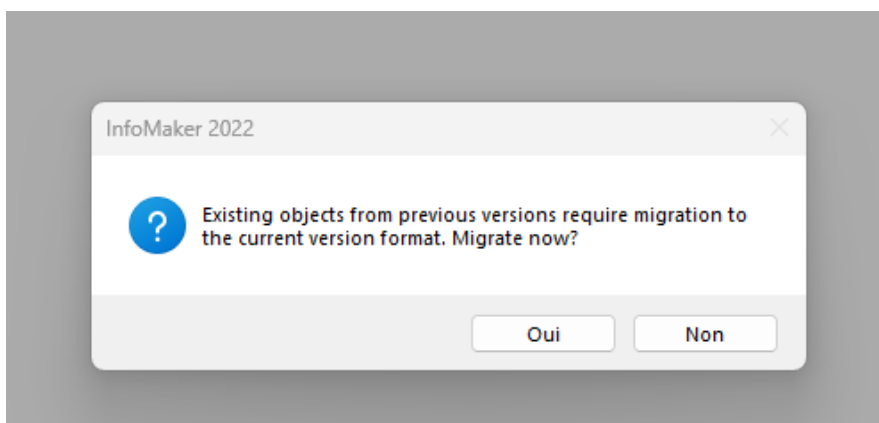 InfoMaker 2022
Existing objects from previous versions require migration to
the current version format. Migrate now?
Oui
Non